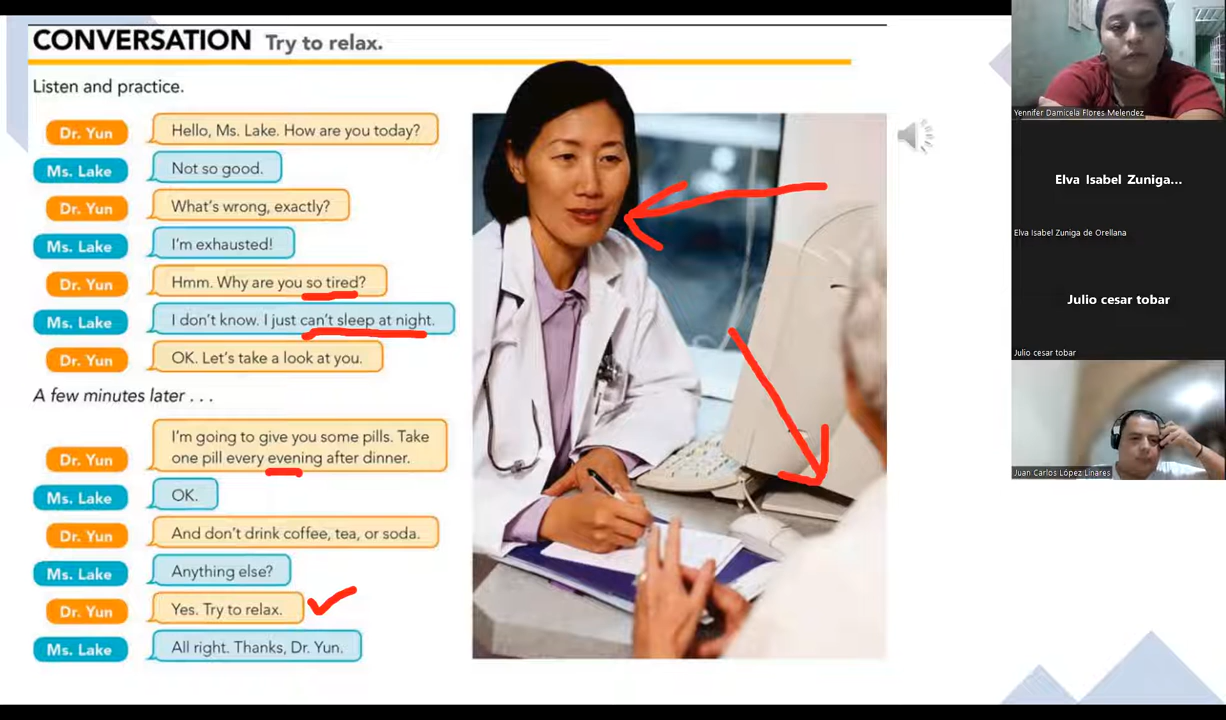 CONVERSATION Try to relax.
Listen and practice.
Dr. Yun Hello, Ms. Lake. How are you today?
Ms. Lake Not so good.
Dr. Yun What's wrong, exactly?
Ms. Lake I'm exhausted!
Dr. Yun Hmm. Why are you so tired?
Ms. Lake I don't know. I just can't sleep at night.
Dr. Yun OK. Let's take a look at you.
A few minutes later . . .
Dr. Yun I'm going to give you some pills. Take
one pill every evening after dinner.
Ms. Lake OK.
Dr. Yun And don't drink coffee, tea, or soda.
Ms. Lake Anything else?
Dr. Yun Yes. Try to relax.
Ms. Lake All right. Thanks, Dr. Yun.
Yennifer Damicela Flores Melendez
Elva Isabel Zuniga...
Elva Isabel Zuniga de Orellana
Julio cesar tobar
Julio cesar tobar
Juan Carlos López Linares